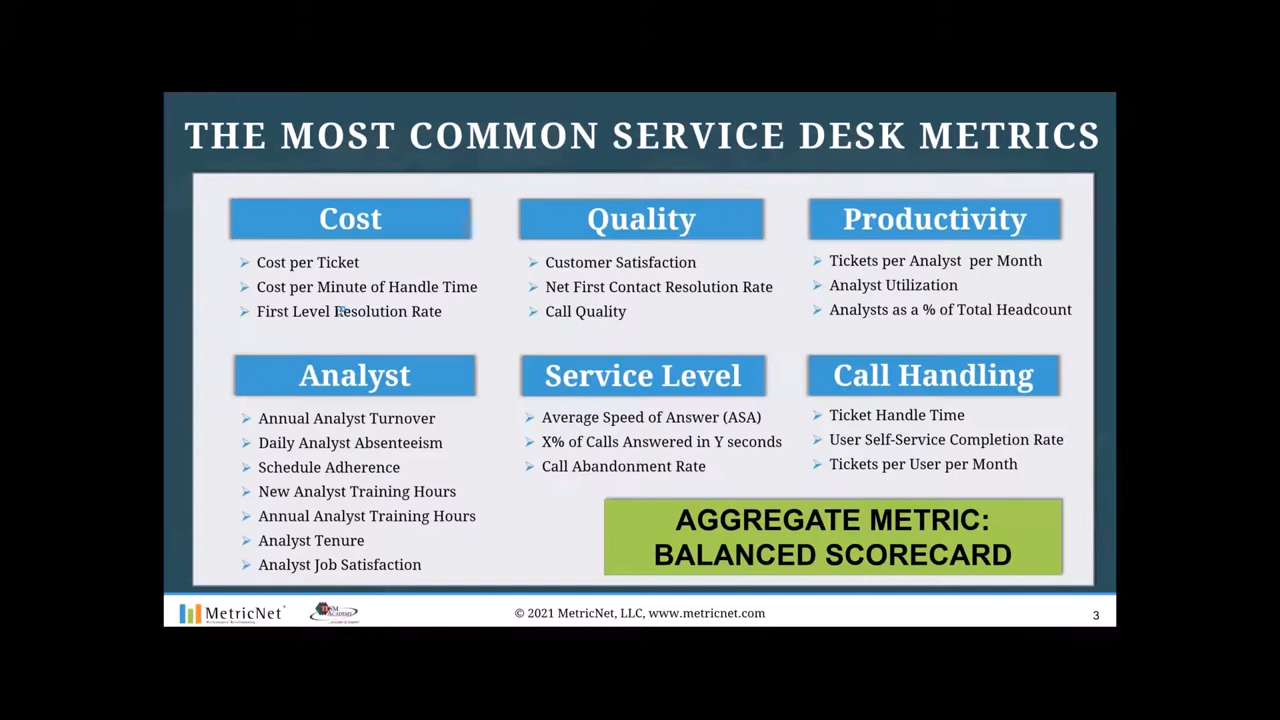 THE MOST COMMON SERVICE DESK METRICS
Cost
Cost per Ticket
Cost per Minute of Handle Time
First Level Resolution Rate
Quality
Customer Satisfaction
Net First Contact Resolution Rate
Call Quality
Productivity
Tickets per Analyst per Month
Analyst Utilization
Analysts as a % of Total Headcount
Analyst
Annual Analyst Turnover
Daily Analyst Absenteeism
Schedule Adherence
New Analyst Training Hours
Annual Analyst Training Hours
Analyst Tenure
Analyst Job Satisfaction
Service Level
Average Speed of Answer (ASA)
X% of Calls Answered in Y seconds
Call Abandonment Rate
Call Handling
Ticket Handle Time
User Self-Service Completion Rate
Tickets per User per Month
AGGREGATE METRIC:
BALANCED SCORECARD
MetricNet
© 2021 MetricNet, LLC, www.metricnet.com
3